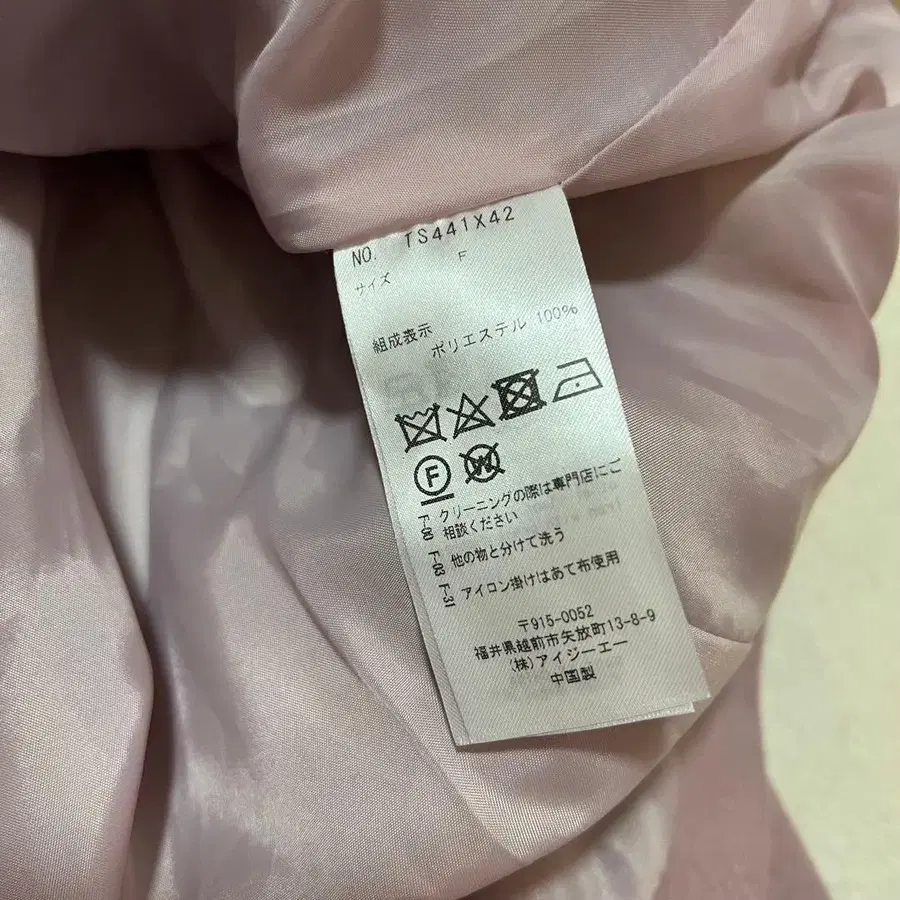 NO. TS441X42
サイズ F
組成表示
ポリエステル 100%
F
W
F-00 クリーニングの際は専門店にご
相談ください
F-03 他の物と分けて洗う
F-31 アイロン掛けはあて布使用
〒915-0052
福井県越前市矢放町13-8-9
(株)アイジーエー
中国製